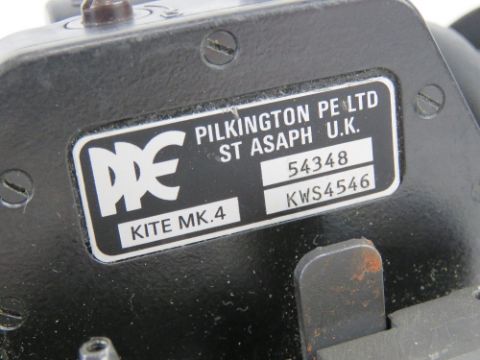 PPE PILKINGTON PE LTD
ST ASAPH U.K.
54348
KITE MK.4 KWS4546